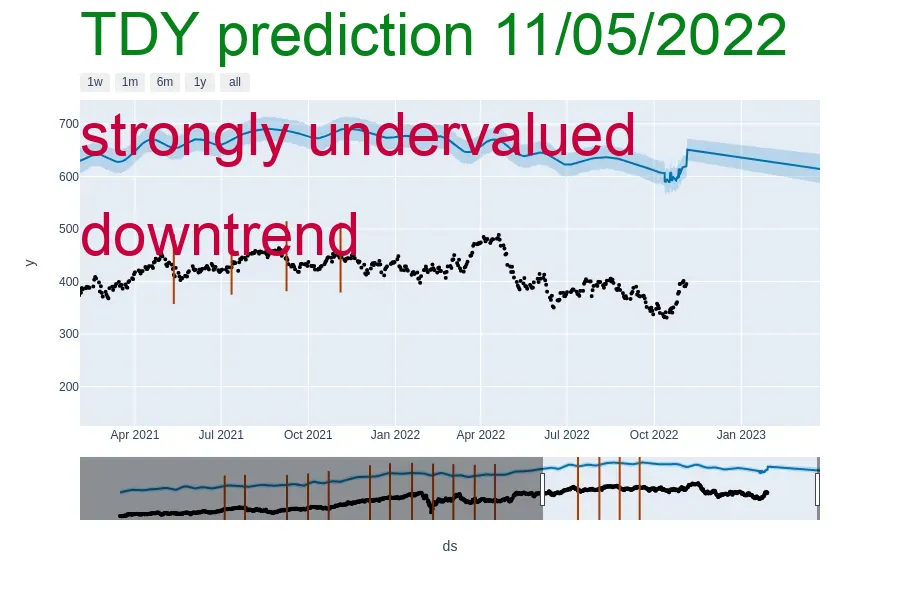 TDY prediction 11/05/2022
1w 1m 6m 1y all
strongly undervalued
downtrend
700
600
500
400
300
200
y
Apr 2021 Jul 2021 Oct 2021 Jan 2022 Apr 2022 Jul 2022 Oct 2022 Jan 2023
ds